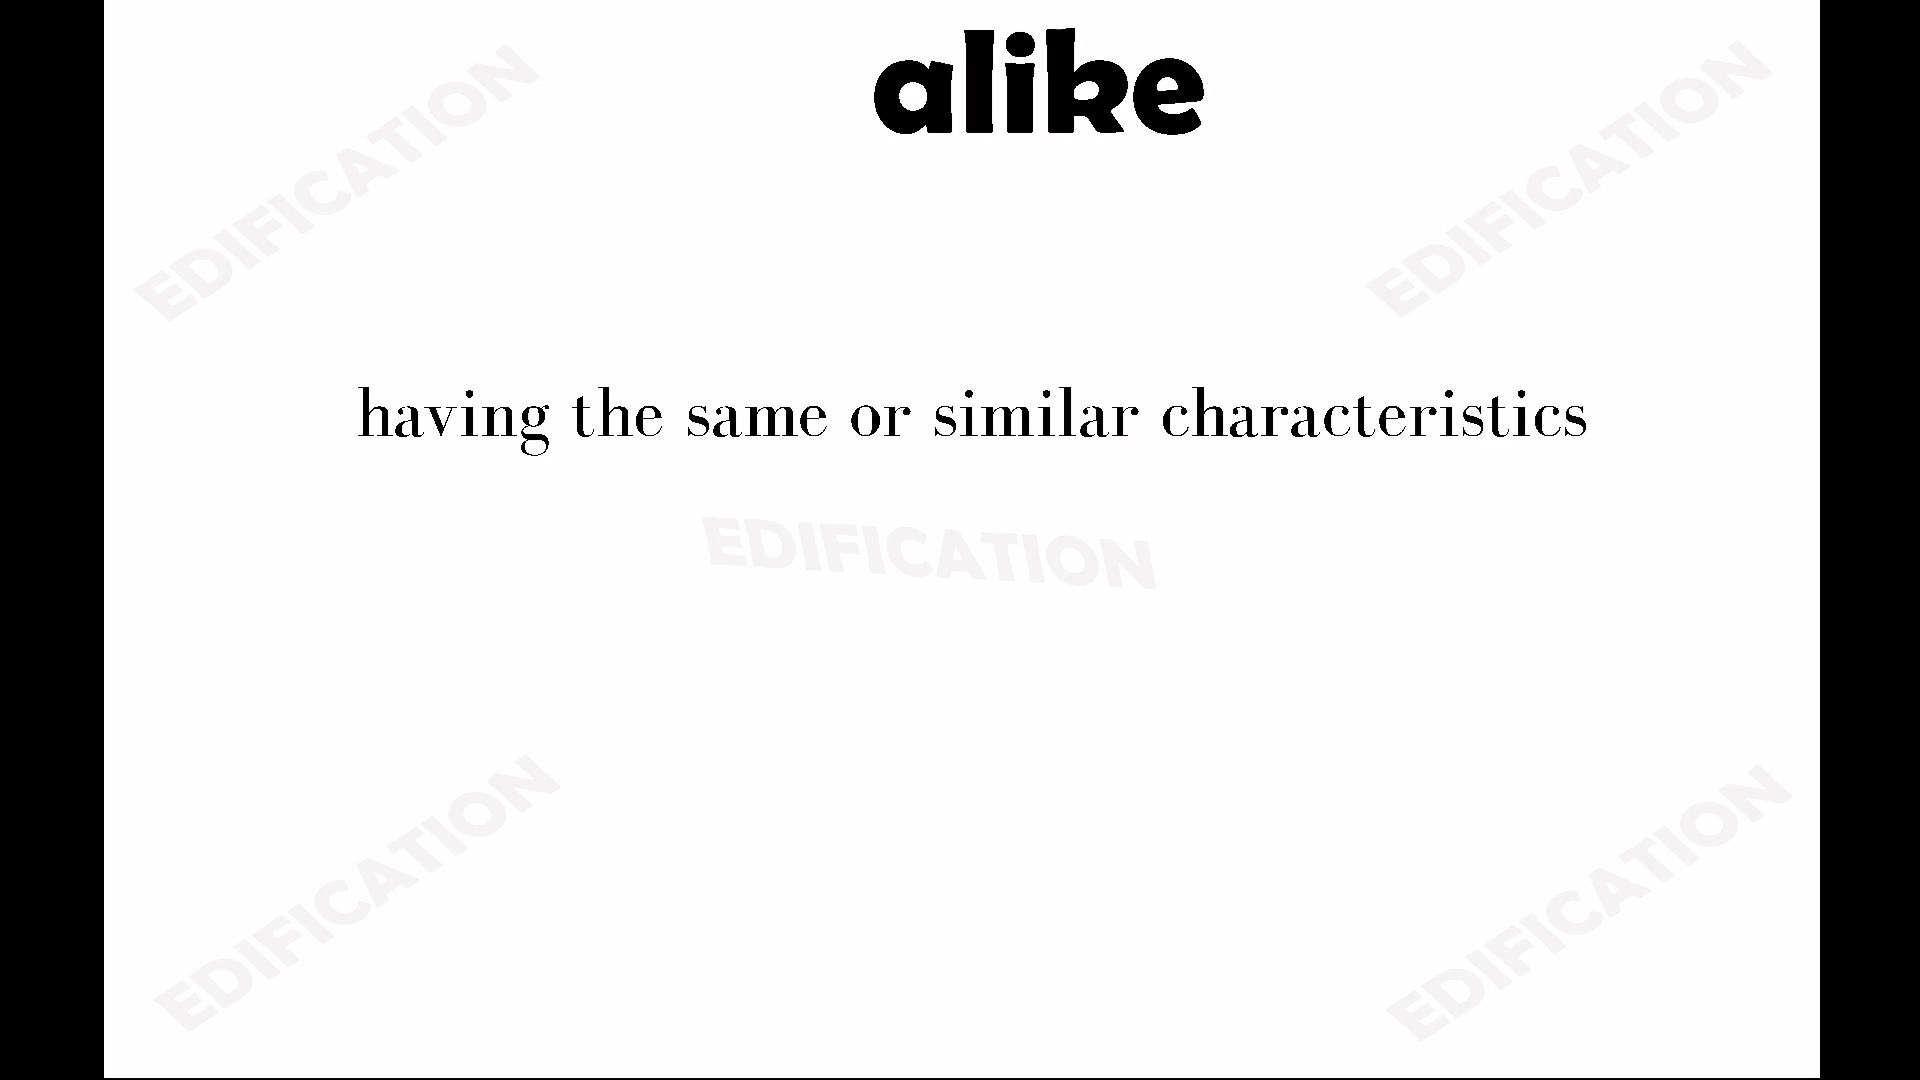 alike
EDIFICATION
EDIFICATION
having the same or similar characteristics
EDIFICATION
EDIFICATION
EDIFICATION